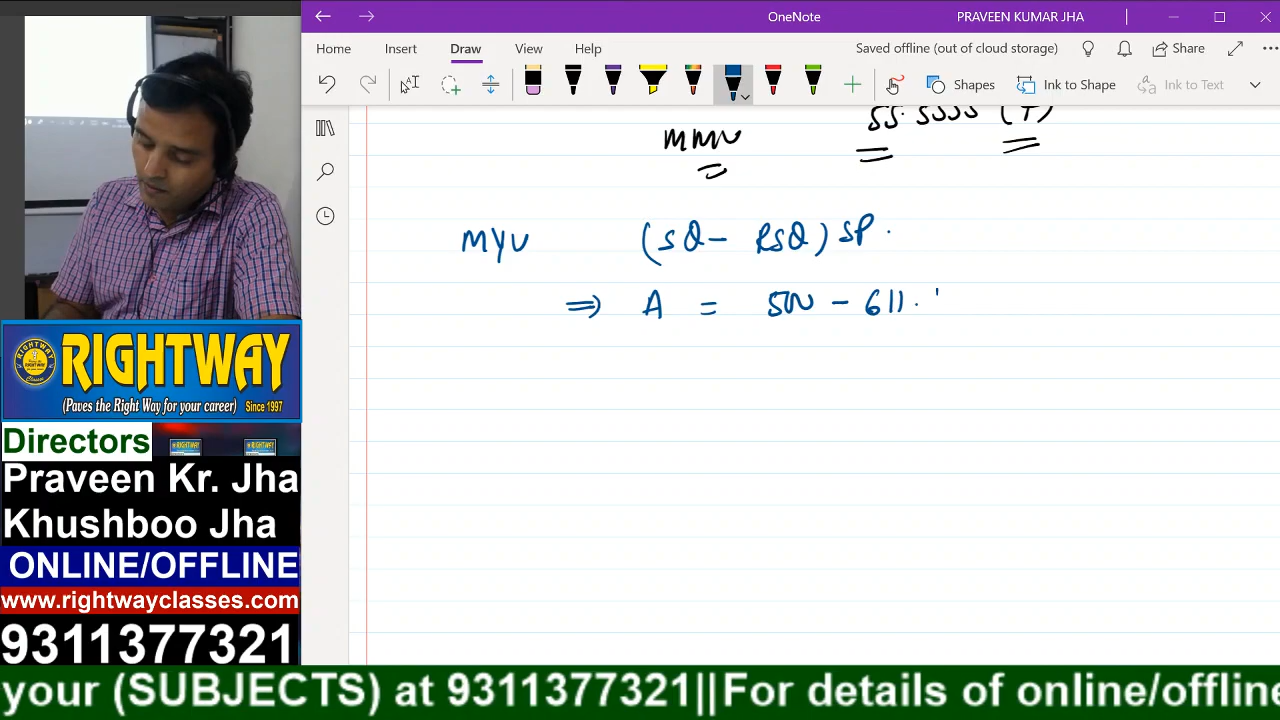 OneNote
PRAVEEN KUMAR JHA
Home Insert Draw View Help
Saved offline (out of cloud storage)
Share
Shapes Ink to Shape Ink to Text
MMV 55.5555 (F)
MYV (SQ - RSQ) SP.
⇒ A = 500 - 611.
RIGHTWAY
(Paves the Right Way for your career) Since 1997
Directors
Praveen Kr. Jha
Khushboo Jha
ONLINE/OFFLINE
www.rightwayclasses.com
9311377321
your (SUBJECTS) at 9311377321||For details of online/offline